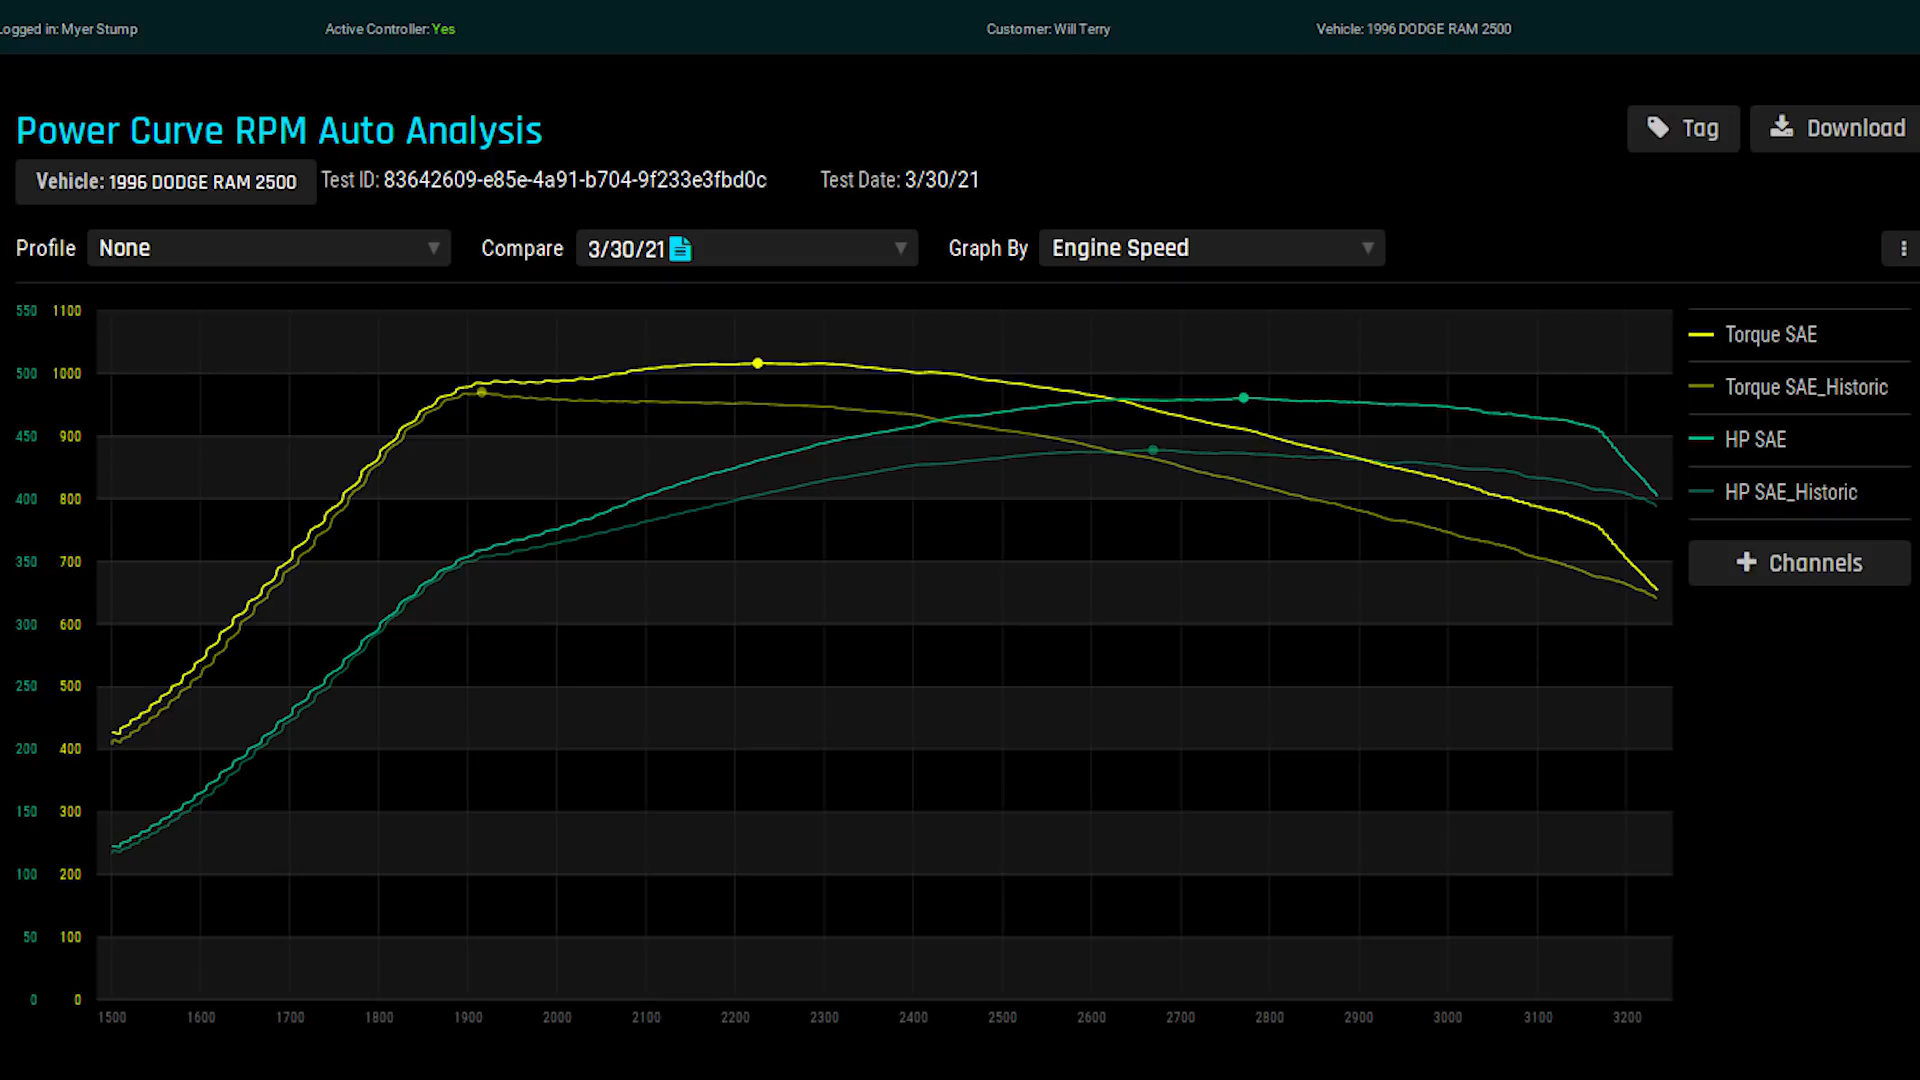 Logged in: Myer Stump Active Controller: Yes Customer: Will Terry Vehicle: 1996 DODGE RAM 2500
Power Curve RPM Auto Analysis
Tag Download
Vehicle: 1996 DODGE RAM 2500 Test ID: 83642609-e85e-4a91-b704-9f233e3fbd0c Test Date: 3/30/21
Profile None Compare 3/30/21 Graph By Engine Speed
550 1100
500 1000
450 900
400 800
350 700
300 600
250 500
200 400
150 300
100 200
50 100
0 0
1500 1600 1700 1800 1900 2000 2100 2200 2300 2400 2500 2600 2700 2800 2900 3000 3100 3200
Torque SAE
Torque SAE_Historic
HP SAE
HP SAE_Historic
Channels